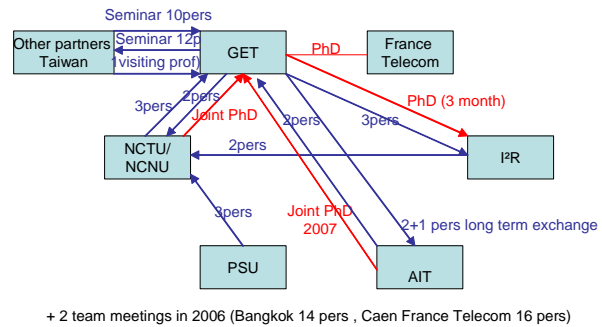 Seminar 10pers
Other partners
Taiwan
Seminar 12p
1visiting prof)
GET
PhD
France
Telecom
PhD (3 month)
3pers
2pers
Joint PhD
2pers
3pers
NCTU/
NCNU
2pers
I²R
3pers
Joint PhD
2007
2+1 pers long term exchange
PSU
AIT
+ 2 team meetings in 2006 (Bangkok 14 pers , Caen France Telecom 16 pers)